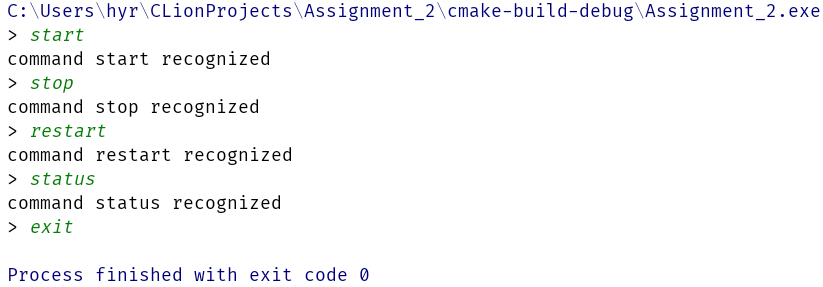 C:\Users\hyr\CLionProjects\Assignment_2\cmake-build-debug\Assignment_2.exe
> start
command start recognized
> stop
command stop recognized
> restart
command restart recognized
> status
command status recognized
> exit
Process finished with exit code 0